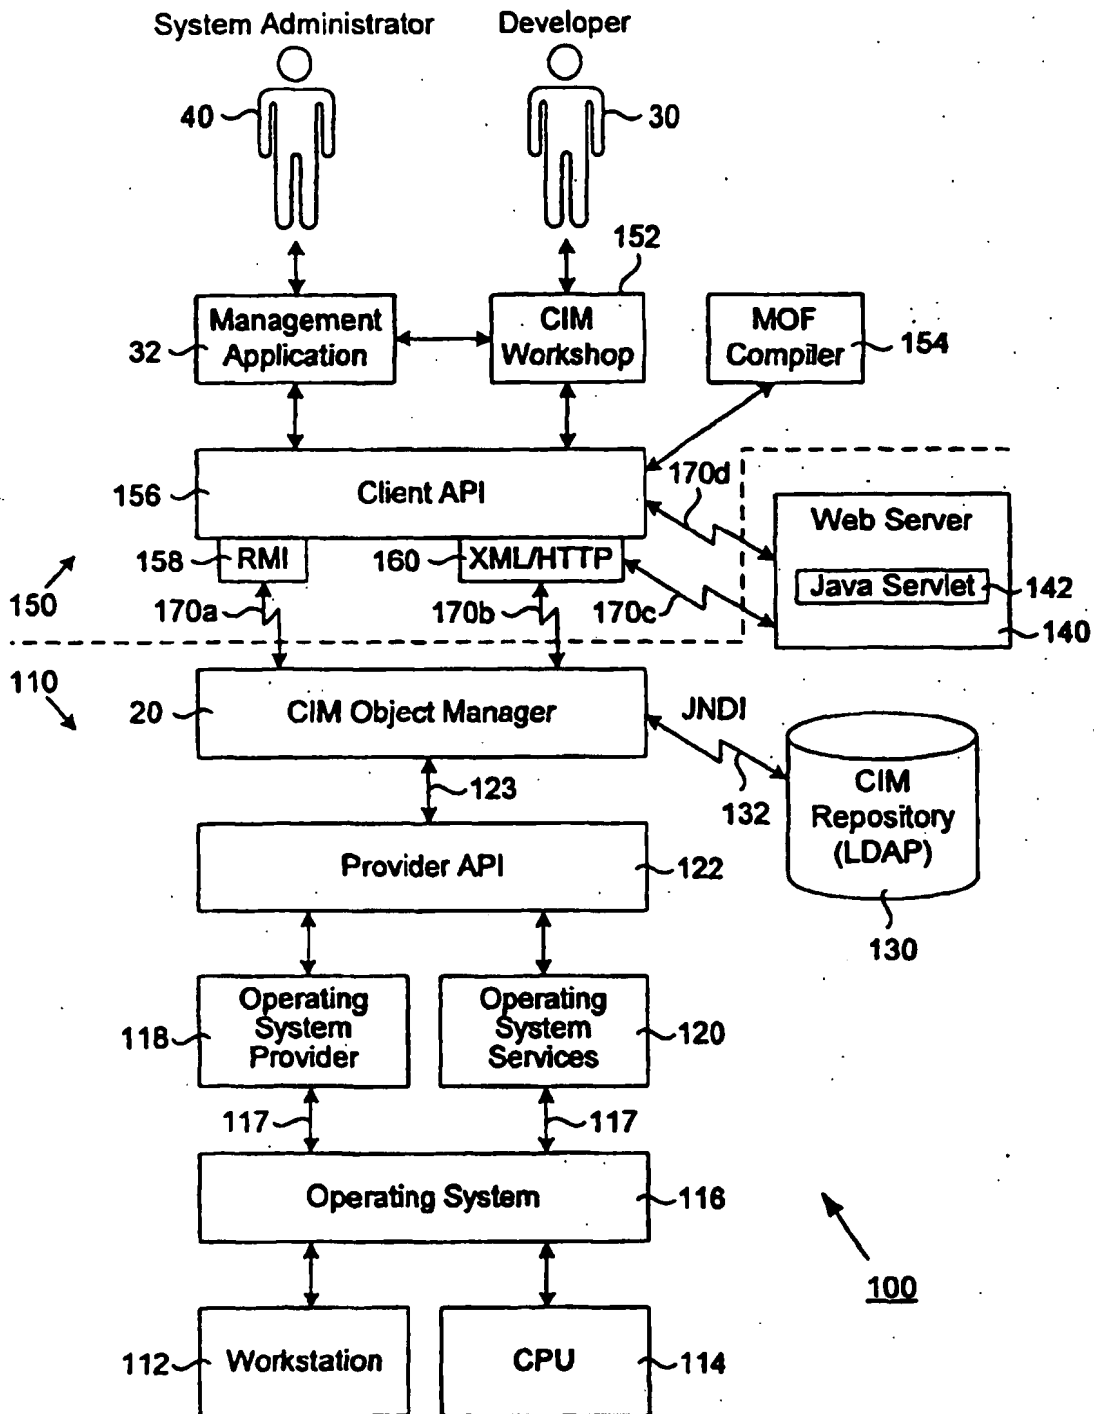 System Administrator
Developer
40
30
152
Management
Application
32
CIM
Workshop
MOF
Compiler
154
156
Client API
170d
Web Server
158
RMI
160
XML/HTTP
Java Servlet
142
150
170a
170b
170c
140
110
20
CIM Object Manager
JNDI
123
132
CIM
Repository
(LDAP)
Provider API
122
130
118
Operating
System
Provider
Operating
System
Services
120
117
117
Operating System
116
100
112
Workstation
CPU
114